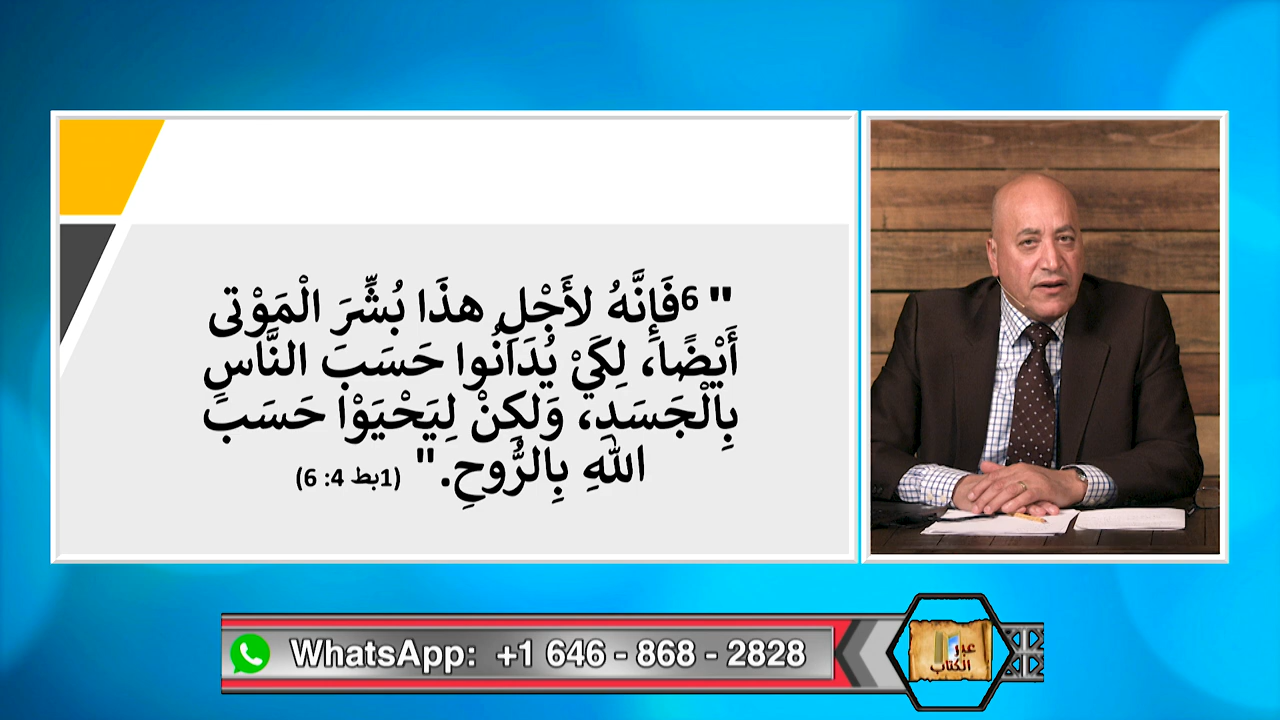 "6فَإِنَّهُ لأَجْلِ هذَا بُشِّرَ الْمَوْتى
أَيْضًا، لِكَيْ يُدَانُوا حَسَبَ النَّاسِ
بِالْجَسَدِ، وَلكِنْ لِيَحْيَوْا حَسَبَ
اللهِ بِالرُّوحِ." (1بط 4: 6)
WhatsApp: +1 646 - 868 - 2828
عبر
الكتاب